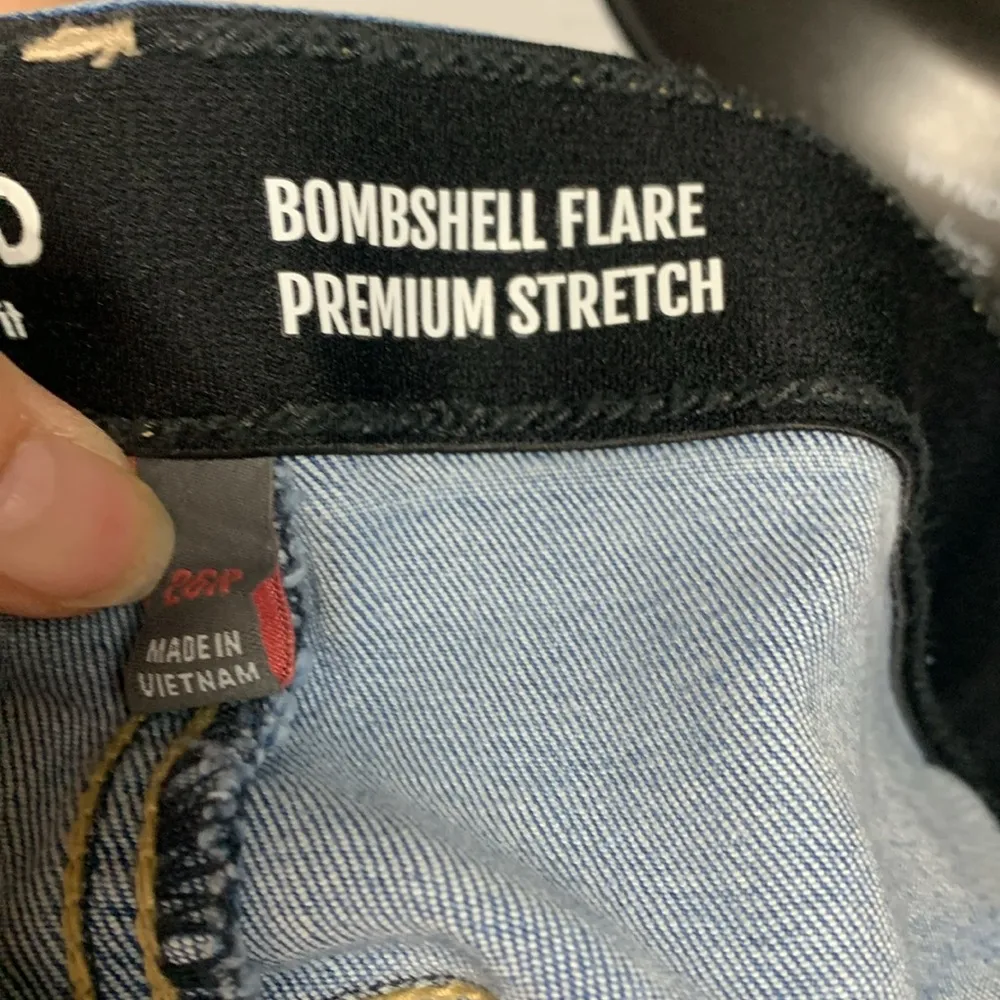 BOMBSHELL FLARE
PREMIUM STRETCH
MADE IN
VIETNAM